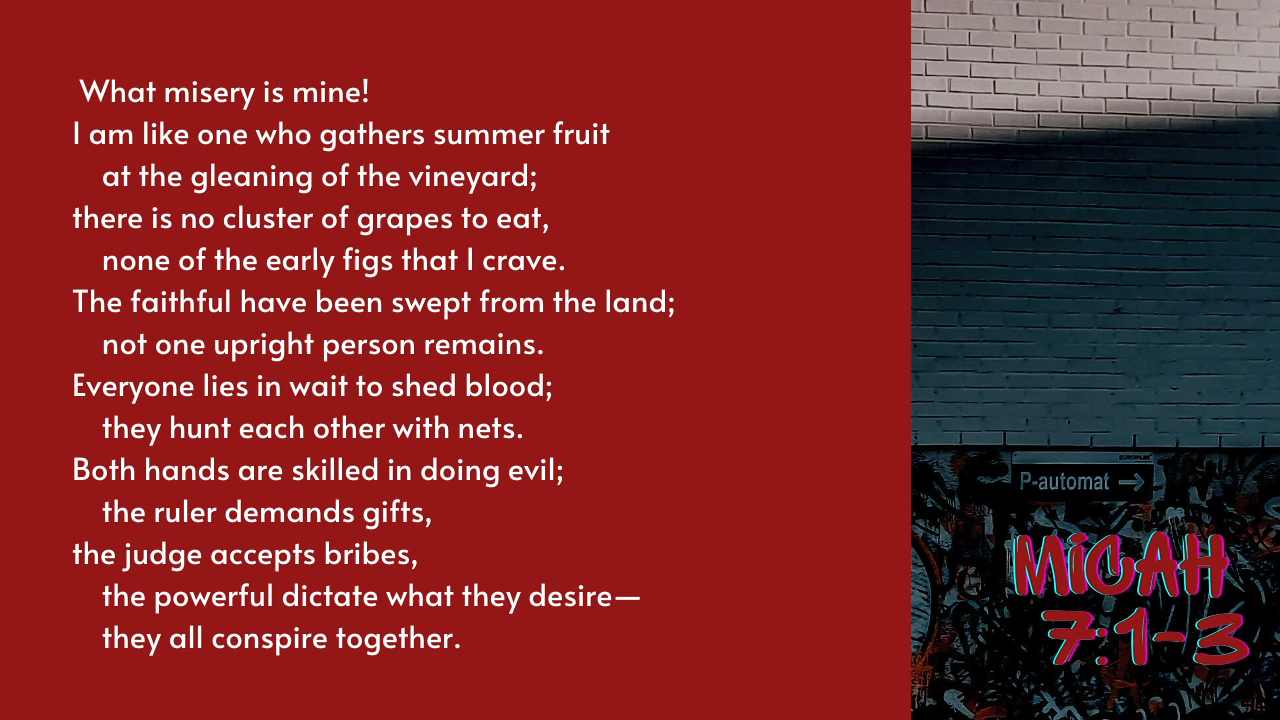 What misery is mine!
I am like one who gathers summer fruit
at the gleaning of the vineyard;
there is no cluster of grapes to eat,
none of the early figs that I crave.
The faithful have been swept from the land;
not one upright person remains.
Everyone lies in wait to shed blood;
they hunt each other with nets.
Both hands are skilled in doing evil;
the ruler demands gifts,
the judge accepts bribes,
the powerful dictate what they desire—
they all conspire together.
P-automat →
MiCAH
7:1-3